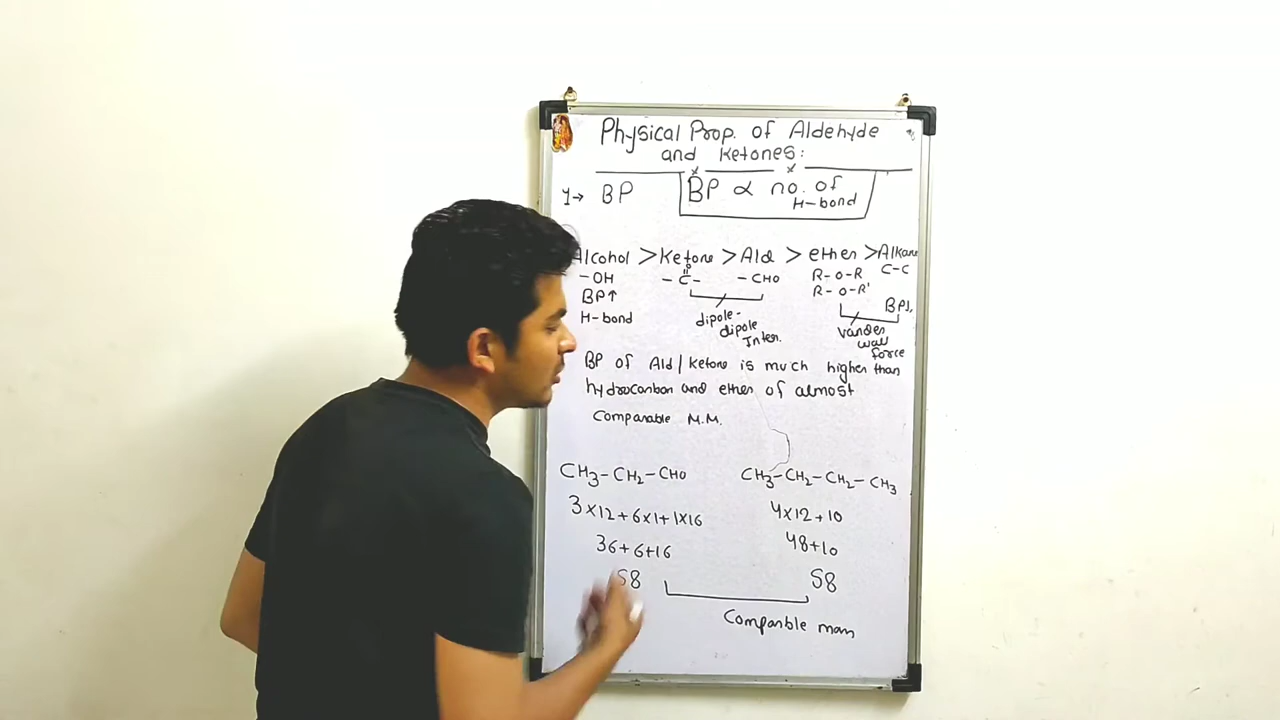 Physical Prop. of Aldehyde
and Ketones:
1→ BP
BP ∝ no. of
H-bond
Alcohol > Ketone > Ald > ether > Alkane
-OH -C- -CHO R-O-R C-C
O
BP↑ R-O-R' BP↓
H-bond dipole-
dipole
Inter.
vander
wall
force
BP of Ald/ketone is much higher than
hydrocarbon and ether of almost
Comparable M.M.
CH3-CH2-CHO CH3-CH2-CH2-CH3
3×12+6×1+1×16 4×12+10
36+6+16 48+10
58 58
Comparble mam